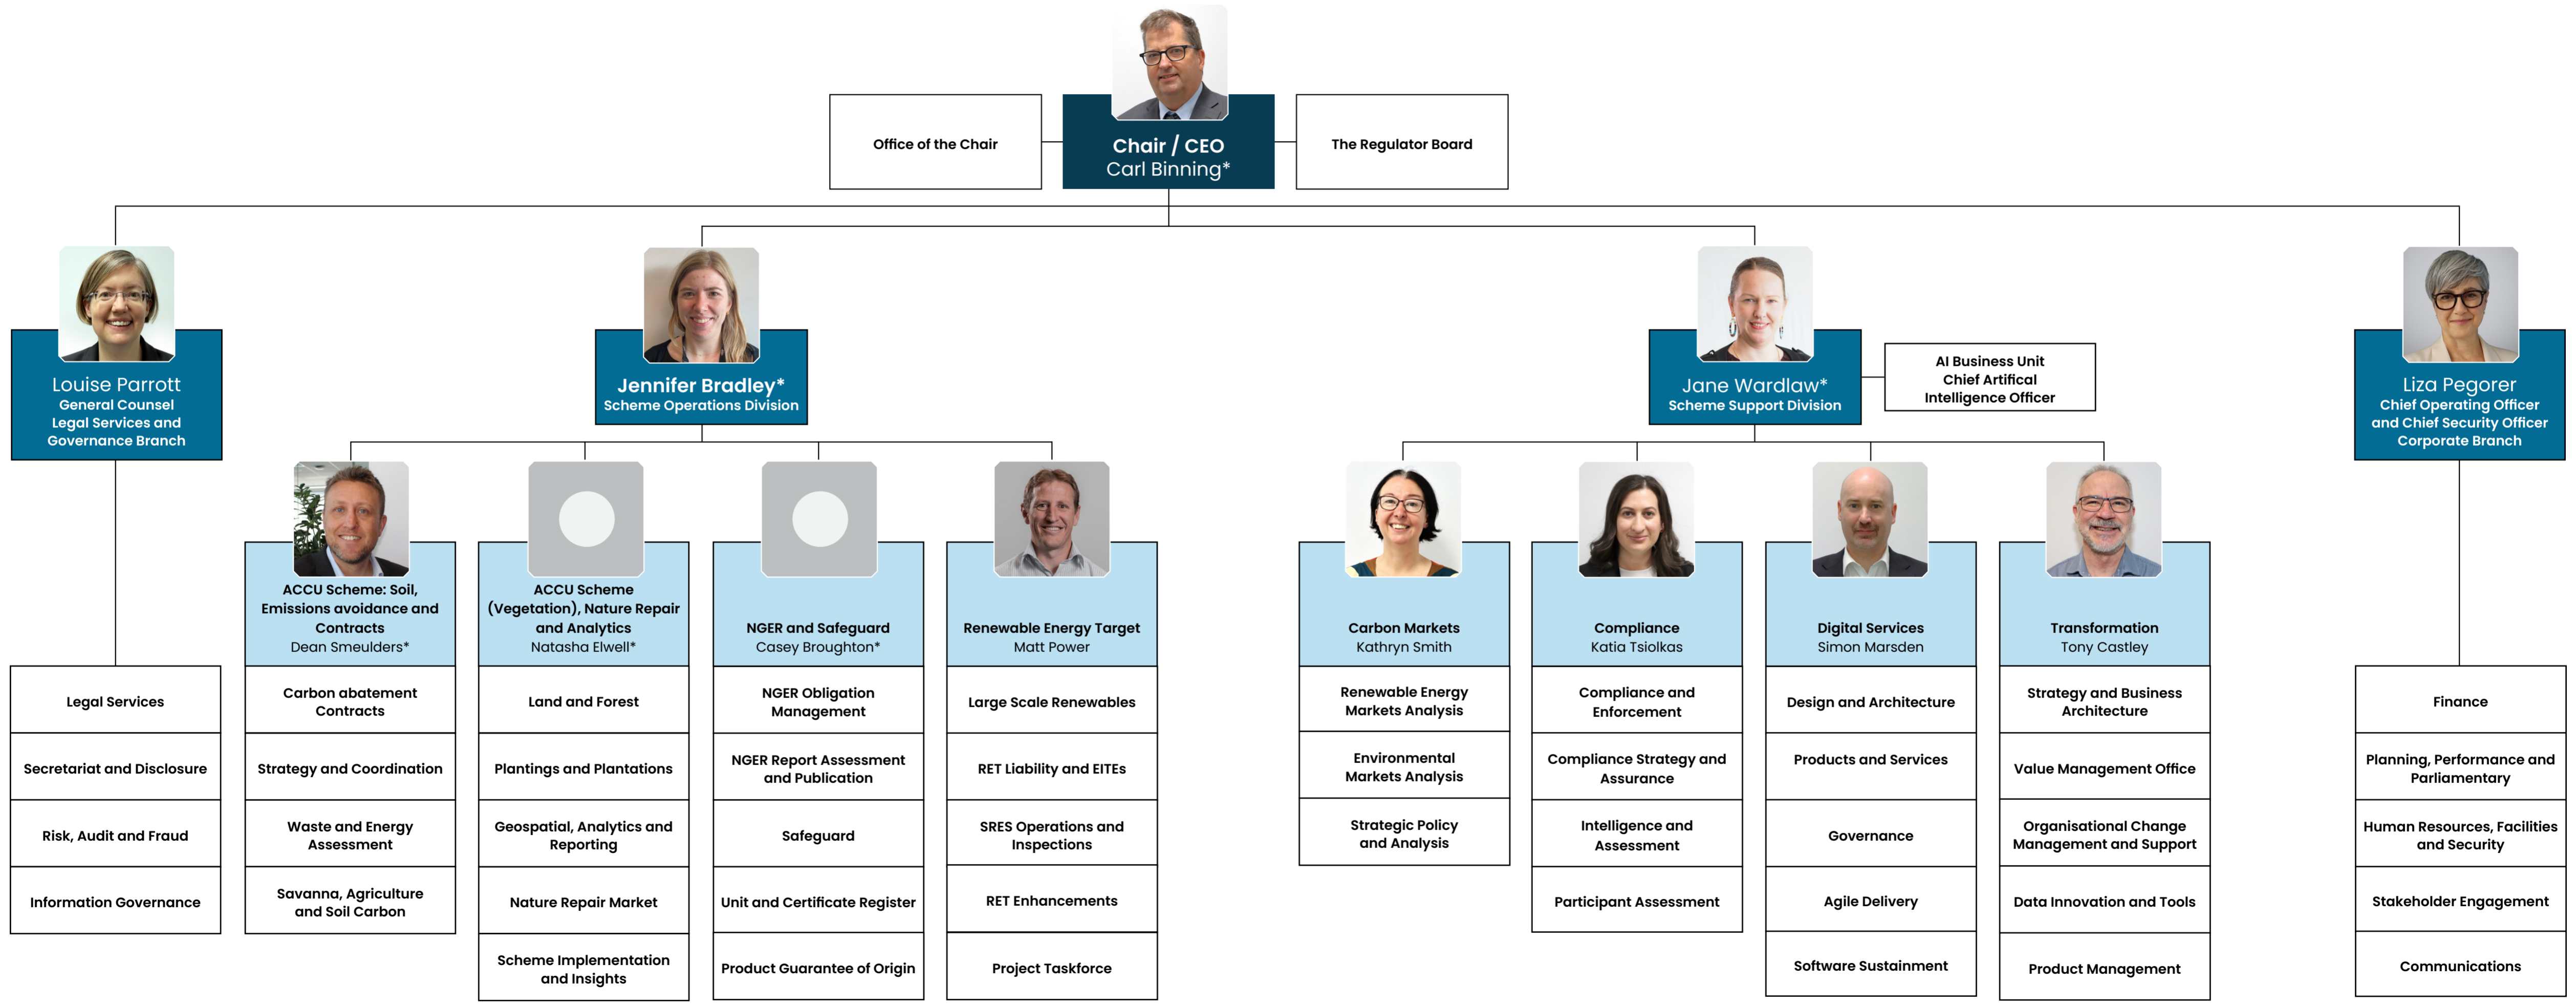 Office of the Chair
Chair / CEO
Carl Binning*
The Regulator Board
Louise Parrott
General Counsel
Legal Services and
Governance Branch
Jennifer Bradley*
Scheme Operations Division
Jane Wardlaw*
Scheme Support Division
AI Business Unit
Chief Artifical
Intelligence Officer
Liza Pegorer
Chief Operating Officer
and Chief Security Officer
Corporate Branch
Legal Services
Secretariat and Disclosure
Risk, Audit and Fraud
Information Governance
ACCU Scheme: Soil,
Emissions avoidance and
Contracts
Dean Smeulders*
Carbon abatement
Contracts
Strategy and Coordination
Waste and Energy
Assessment
Savanna, Agriculture
and Soil Carbon
ACCU Scheme
(Vegetation), Nature Repair
and Analytics
Natasha Elwell*
Land and Forest
Plantings and Plantations
Geospatial, Analytics and
Reporting
Nature Repair Market
Scheme Implementation
and Insights
NGER and Safeguard
Casey Broughton*
NGER Obligation
Management
NGER Report Assessment
and Publication
Safeguard
Unit and Certificate Register
Product Guarantee of Origin
Renewable Energy Target
Matt Power
Large Scale Renewables
RET Liability and EITEs
SRES Operations and
Inspections
RET Enhancements
Project Taskforce
Carbon Markets
Kathryn Smith
Renewable Energy
Markets Analysis
Environmental
Markets Analysis
Strategic Policy
and Analysis
Compliance
Katia Tsiolkas
Compliance and
Enforcement
Compliance Strategy and
Assurance
Intelligence and
Assessment
Participant Assessment
Digital Services
Simon Marsden
Design and Architecture
Products and Services
Governance
Agile Delivery
Software Sustainment
Transformation
Tony Castley
Strategy and Business
Architecture
Value Management Office
Organisational Change
Management and Support
Data Innovation and Tools
Product Management
Finance
Planning, Performance and
Parliamentary
Human Resources, Facilities
and Security
Stakeholder Engagement
Communications